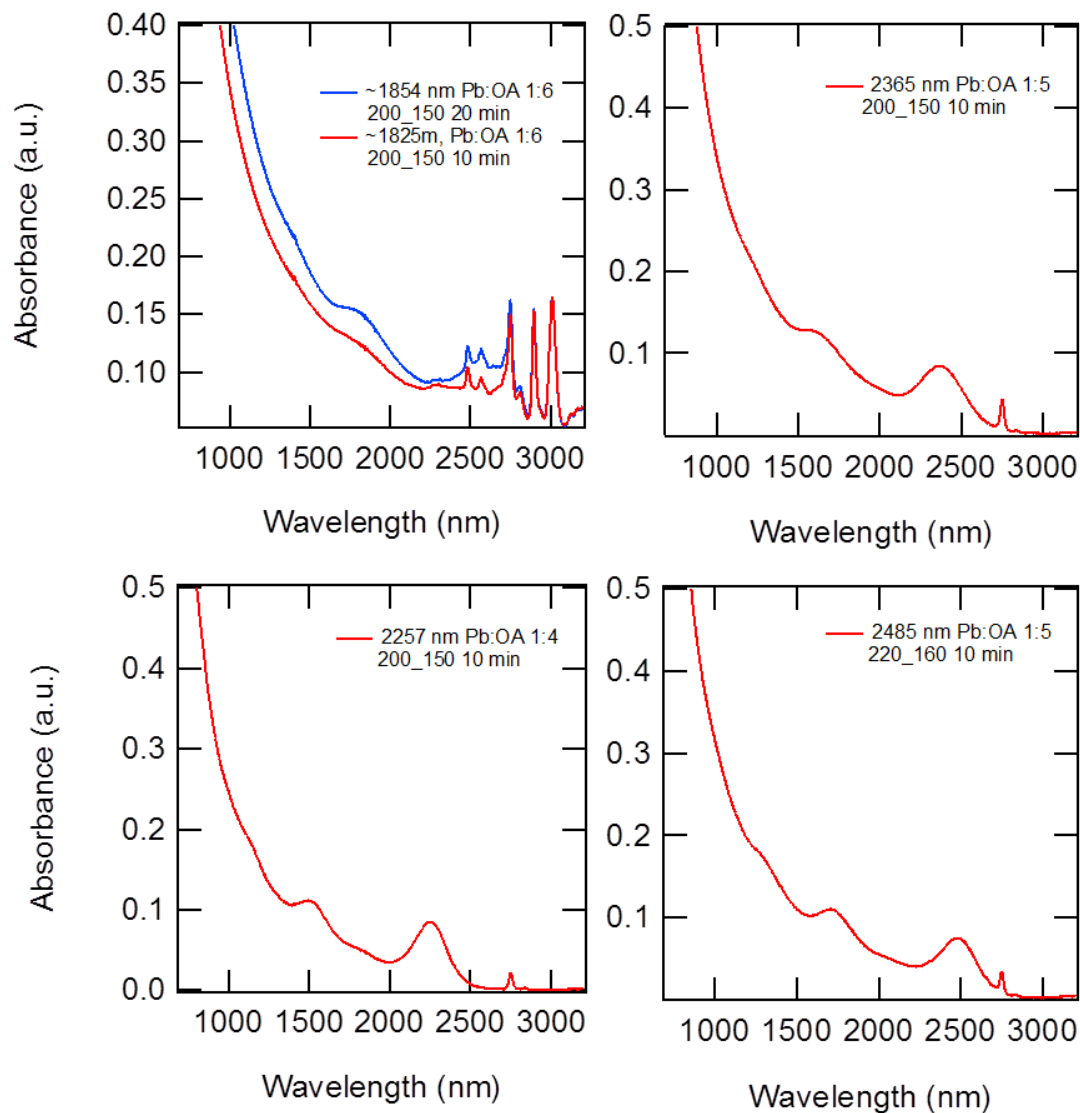 0.40
0.35
0.30
0.25
0.20
0.15
0.10
Absorbance (a.u.)
~1854 nm Pb:OA 1:6
200_150 20 min
~1825m, Pb:OA 1:6
200_150 10 min
1000 1500 2000 2500 3000
Wavelength (nm)
0.5
0.4
0.3
0.2
0.1
2365 nm Pb:OA 1:5
200_150 10 min
1000 1500 2000 2500 3000
Wavelength (nm)
0.5
0.4
0.3
0.2
0.1
0.0
Absorbance (a.u.)
2257 nm Pb:OA 1:4
200_150 10 min
1000 1500 2000 2500 3000
Wavelength (nm)
0.5
0.4
0.3
0.2
0.1
2485 nm Pb:OA 1:5
220_160 10 min
1000 1500 2000 2500 3000
Wavelength (nm)